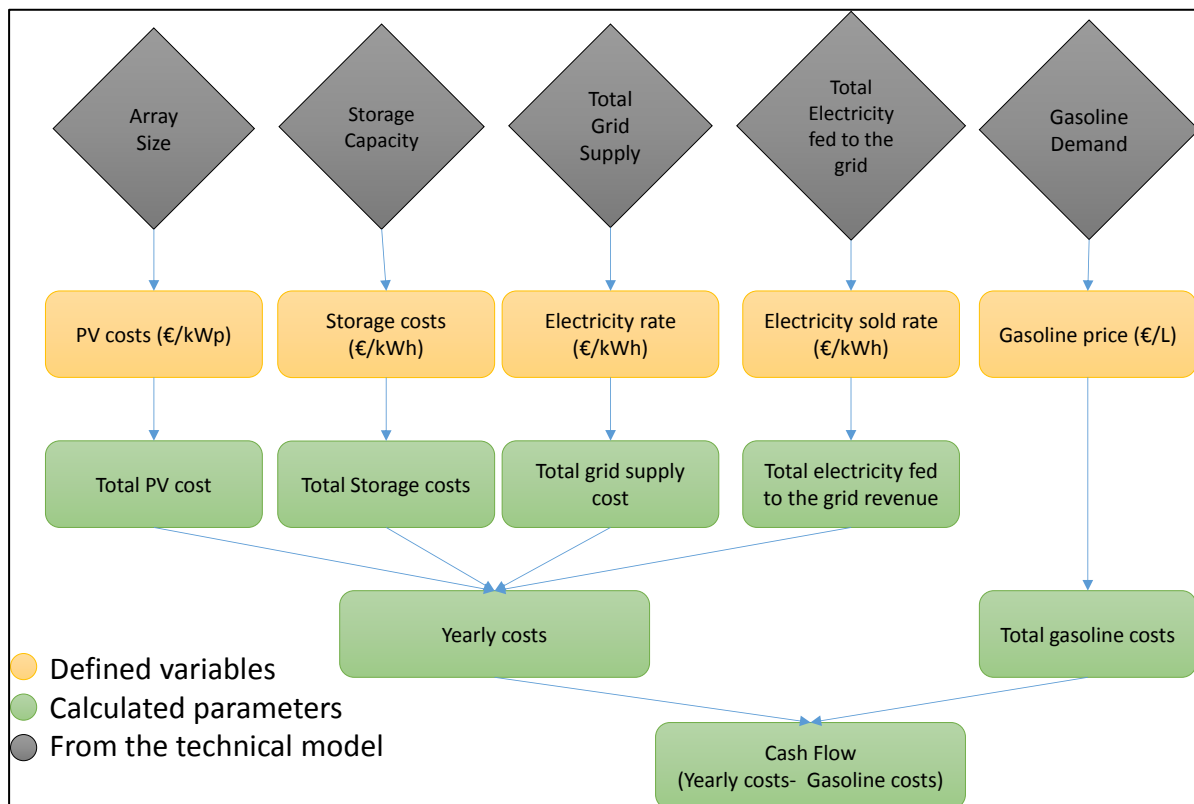 Array
Size
Storage
Capacity
Total
Grid
Supply
Total
Electricity
fed to the
grid
Gasoline
Demand
PV costs (€/kWp)
Storage costs
(€/kWh)
Electricity rate
(€/kWh)
Electricity sold rate
(€/kWh)
Gasoline price (€/L)
Total PV cost
Total Storage costs
Total grid supply
cost
Total electricity fed
to the grid revenue
Yearly costs
Total gasoline costs
Defined variables
Calculated parameters
From the technical model
Cash Flow
(Yearly costs-  Gasoline costs)